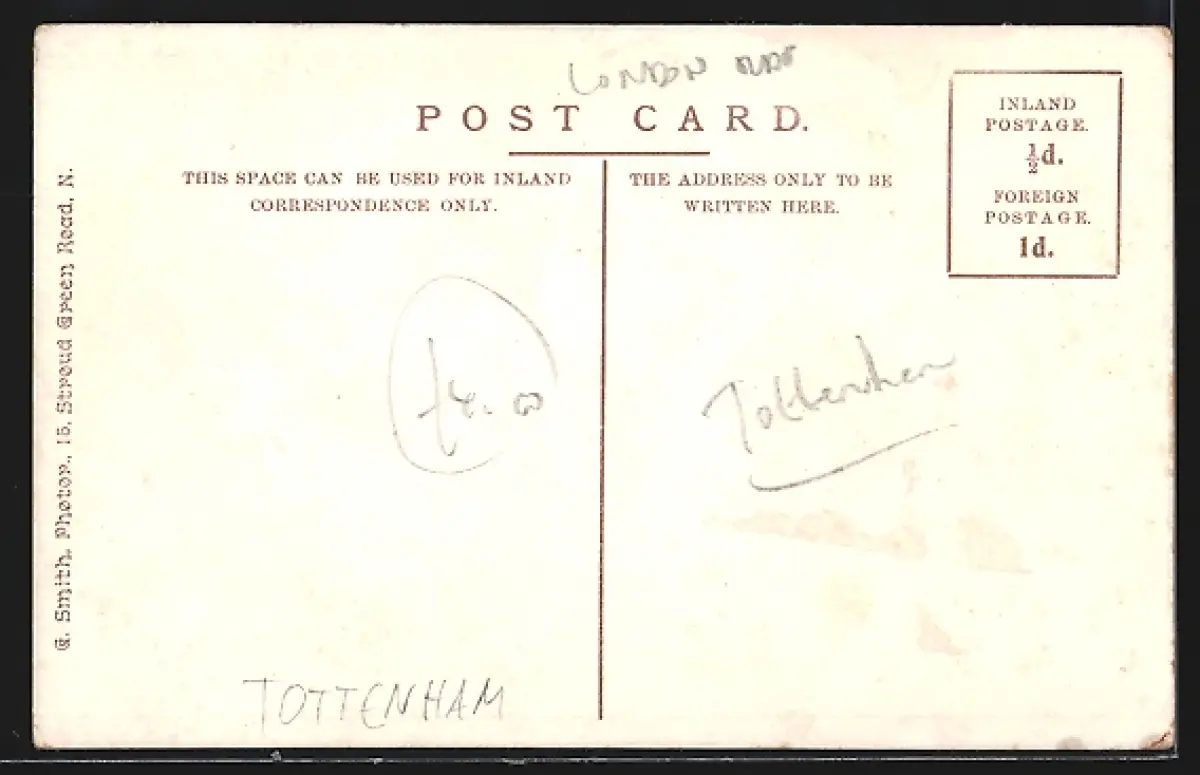 LONDON
POST CARD.
THIS SPACE CAN BE USED FOR INLAND
CORRESPONDENCE ONLY.
THE ADDRESS ONLY TO BE
WRITTEN HERE.
INLAND
POSTAGE.
½d.
FOREIGN
POSTAGE.
1d.
G. Smith, Photor., 15, Stroud Green Road, N.
Tottenham
TOTTENHAM